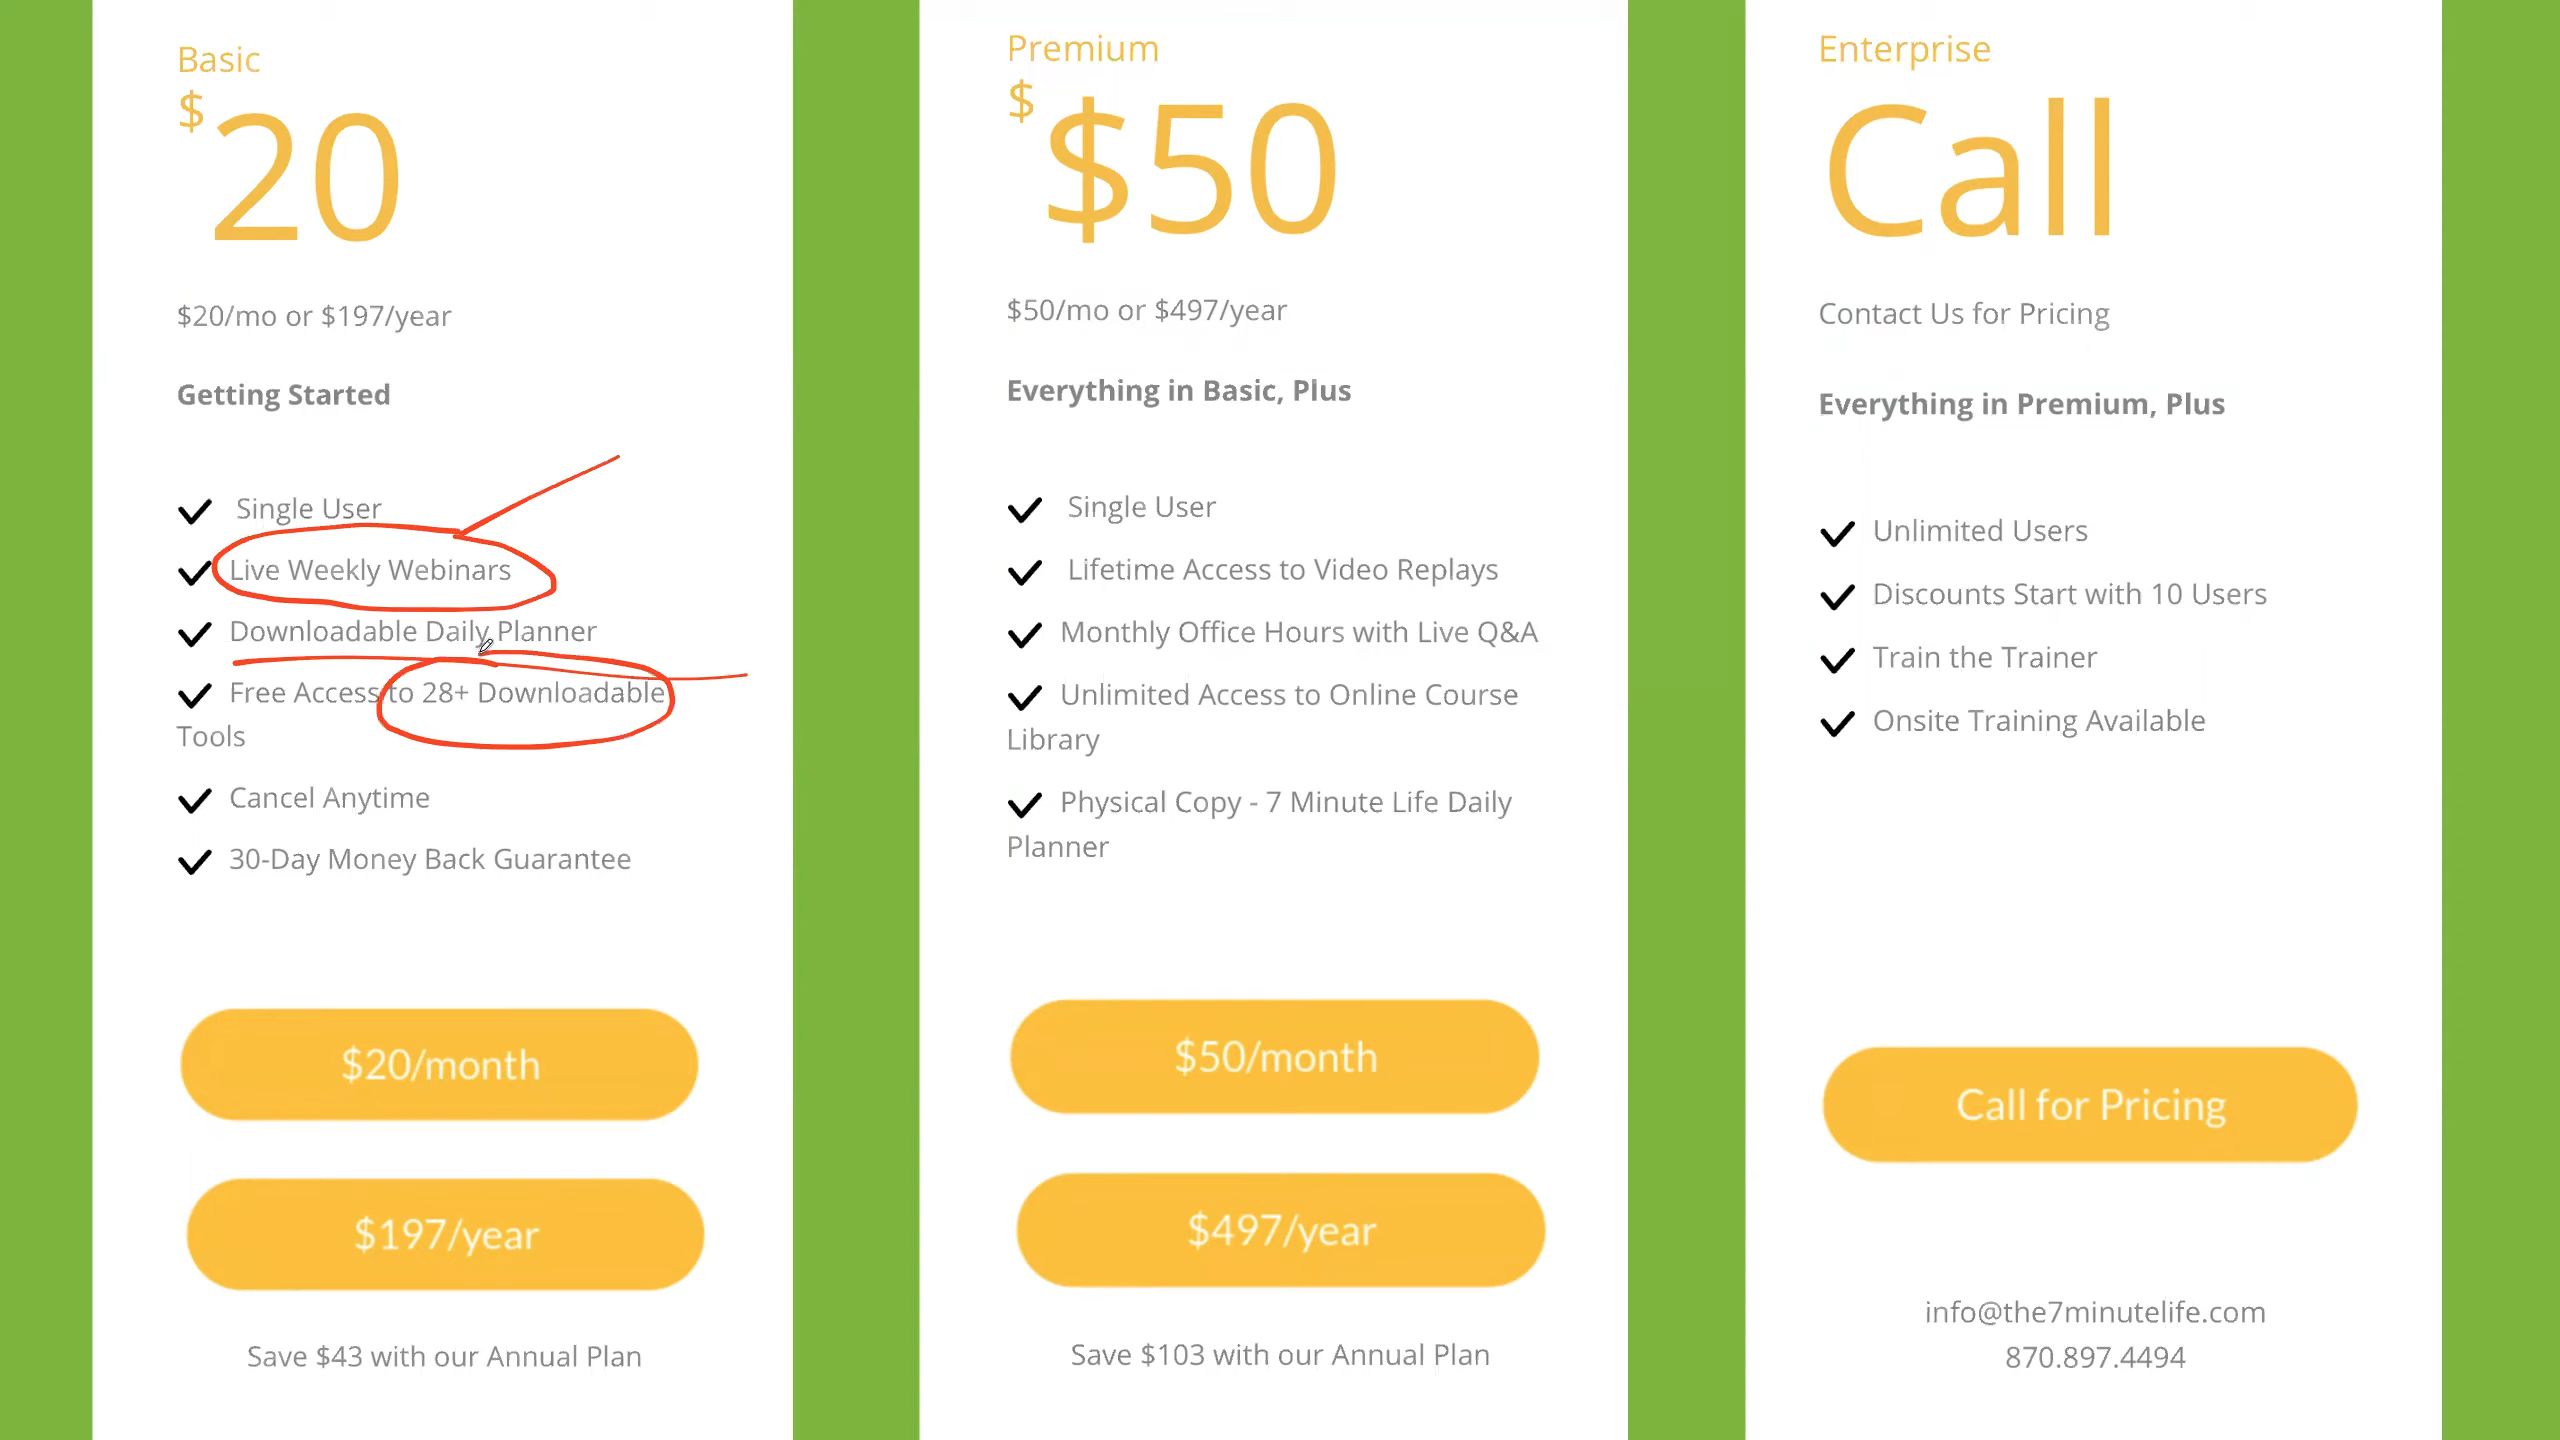 Basic
$20
$20/mo or $197/year
Getting Started
Single User
Live Weekly Webinars
Downloadable Daily Planner
Free Access to 28+ Downloadable
Tools
Cancel Anytime
30-Day Money Back Guarantee
$20/month
$197/year
Save $43 with our Annual Plan
Premium
$$50
$50/mo or $497/year
Everything in Basic, Plus
Single User
Lifetime Access to Video Replays
Monthly Office Hours with Live Q&A
Unlimited Access to Online Course
Library
Physical Copy - 7 Minute Life Daily
Planner
$50/month
$497/year
Save $103 with our Annual Plan
Enterprise
Call
Contact Us for Pricing
Everything in Premium, Plus
Unlimited Users
Discounts Start with 10 Users
Train the Trainer
Onsite Training Available
Call for Pricing
info@the7minutelife.com
870.897.4494